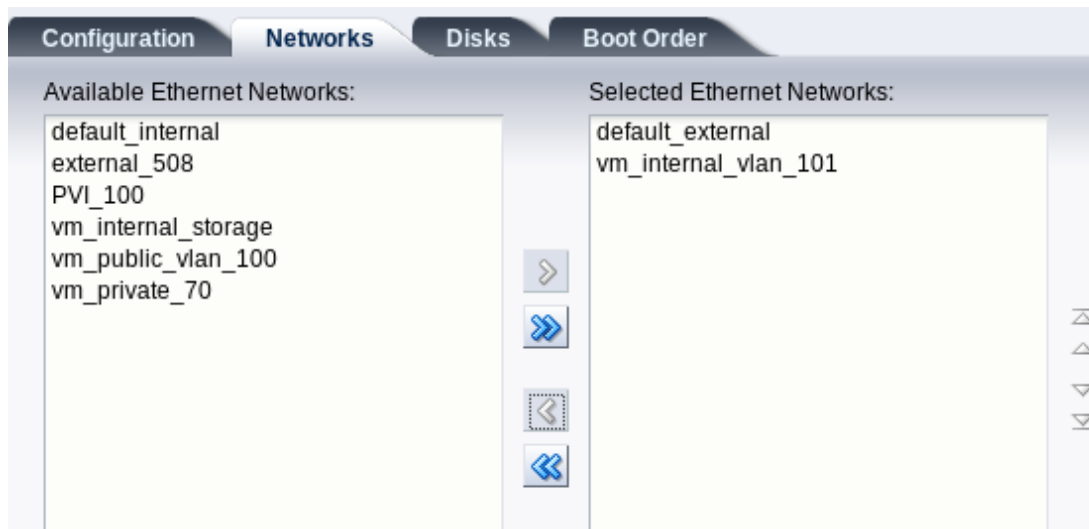 Configuration Networks Disks Boot Order
Available Ethernet Networks:
default_internal
external_508
PVI_100
vm_internal_storage
vm_public_vlan_100
vm_private_70
Selected Ethernet Networks:
default_external
vm_internal_vlan_101